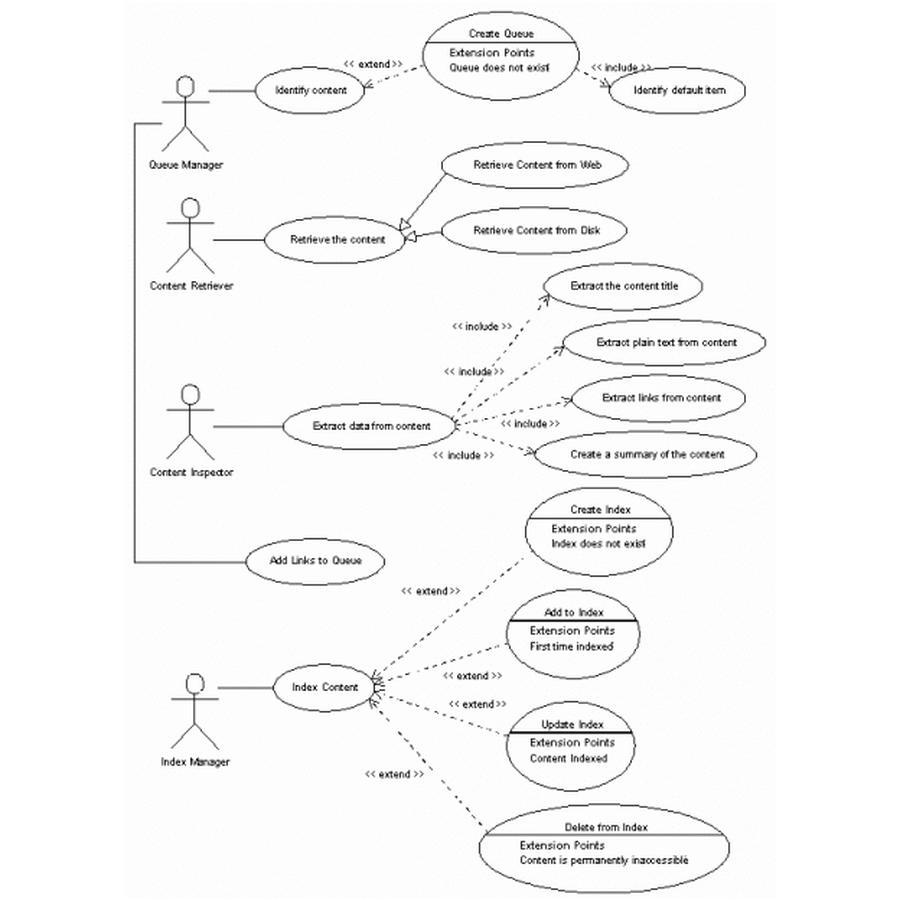 Create Queue
Extension Points
Queue does not exist
<< extend >>
<< include >>
Identify content
Identify default item
Queue Manager
Retrieve Content from Web
Retrieve the content
Retrieve Content from Disk
Content Retriever
Extract the content title
<< include >>
Extract plain text from content
<< include >>
Extract links from content
<< include >>
Extract data from content
<< include >>
Create a summary of the content
Content Inspector
Create Index
Extension Points
Index does not exist
Add Links to Queue
<< extend >>
Add to Index
Extension Points
First time indexed
<< extend >>
Index Content
<< extend >>
Update Index
Extension Points
Content Indexed
Index Manager
<< extend >>
Delete from Index
Extension Points
Content is permanently inaccessible